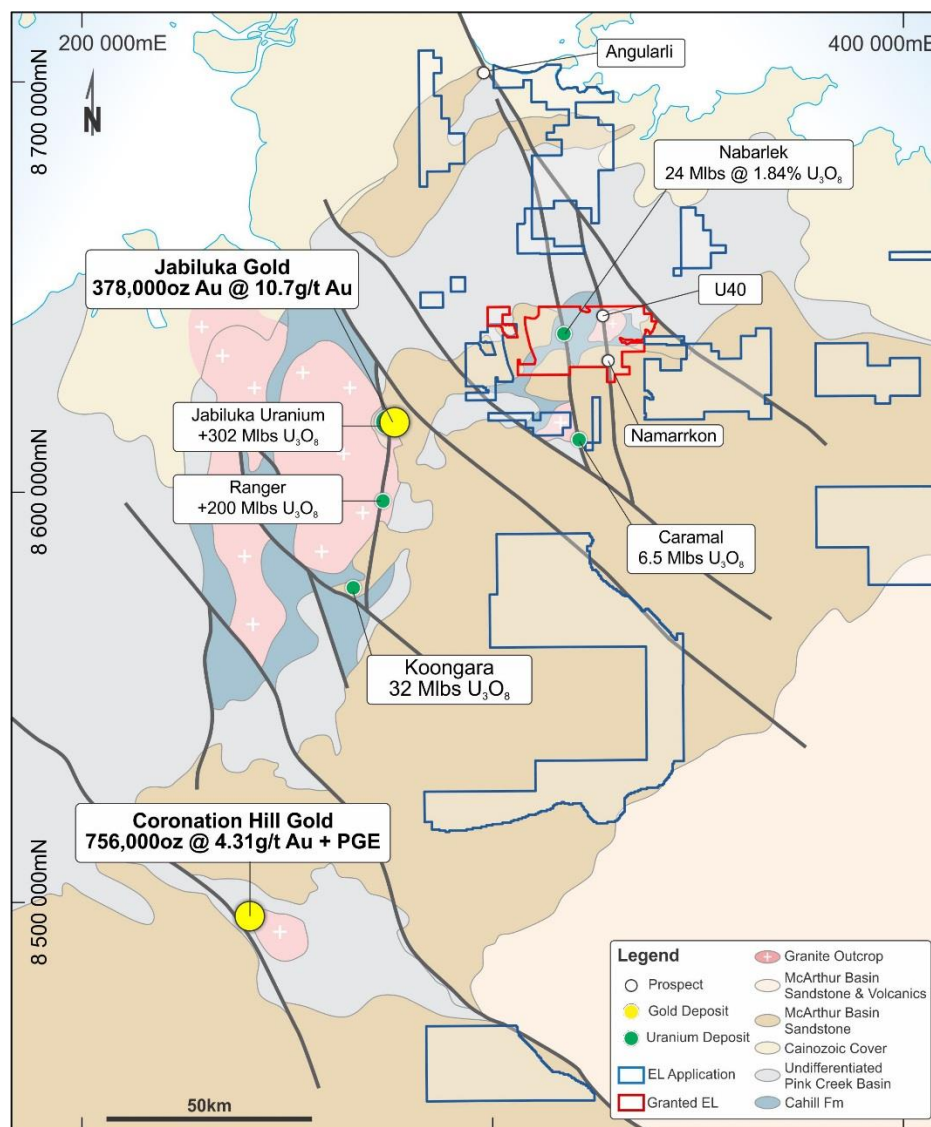 200 000mE
400 000mE
8 700 000mN
8 600 000mN
8 500 000mN
N
Angularli
Nabarlek
24 Mlbs @ 1.84% U₃O₈
Jabiluka Gold
378,000oz Au @ 10.7g/t Au
U40
Jabiluka Uranium
+302 Mlbs U₃O₈
Namarrkon
Ranger
+200 Mlbs U₃O₈
Caramal
6.5 Mlbs U₃O₈
Koongara
32 Mlbs U₃O₈
Coronation Hill Gold
756,000oz @ 4.31g/t Au + PGE
50km
Legend
Prospect
Gold Deposit
Uranium Deposit
EL Application
Granted EL
Granite Outcrop
McArthur Basin
Sandstone & Volcanics
McArthur Basin
Sandstone
Cainozoic Cover
Undifferentiated
Pink Creek Basin
Cahill Fm